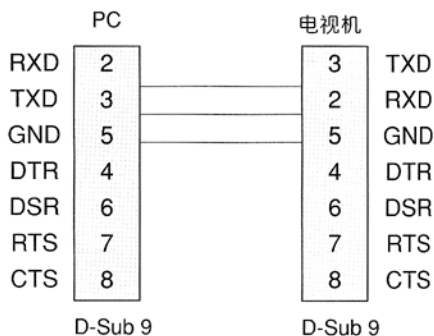 PC 电视机
RXD 2 3 TXD
TXD 3 2 RXD
GND 5 5 GND
DTR 4 4 DTR
DSR 6 6 DSR
RTS 7 7 RTS
CTS 8 8 CTS
D-Sub 9 D-Sub 9